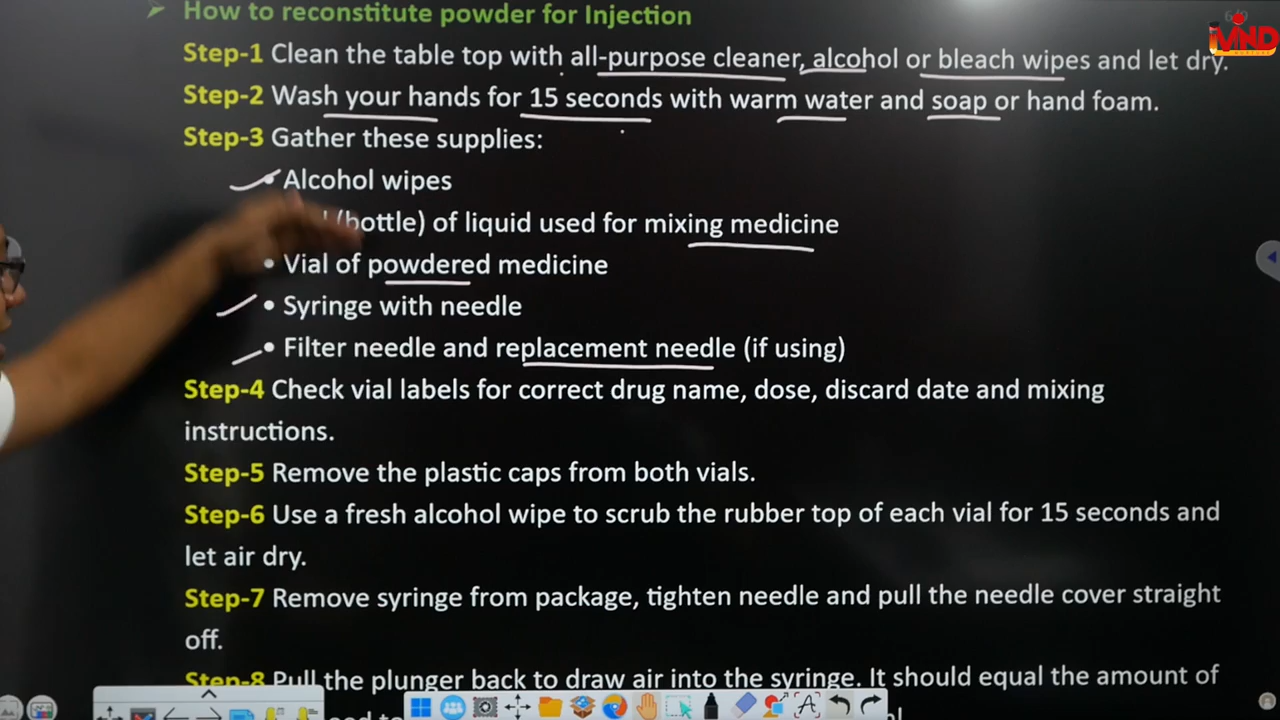 How to reconstitute powder for Injection
Step-1 Clean the table top with all-purpose cleaner, alcohol or bleach wipes and let dry.
Step-2 Wash your hands for 15 seconds with warm water and soap or hand foam.
Step-3 Gather these supplies:
• Alcohol wipes
(bottle) of liquid used for mixing medicine
• Vial of powdered medicine
• Syringe with needle
• Filter needle and replacement needle (if using)
Step-4 Check vial labels for correct drug name, dose, discard date and mixing
instructions.
Step-5 Remove the plastic caps from both vials.
Step-6 Use a fresh alcohol wipe to scrub the rubber top of each vial for 15 seconds and
let air dry.
Step-7 Remove syringe from package, tighten needle and pull the needle cover straight
off.
Step-8 Pull the plunger back to draw air into the syringe. It should equal the amount of